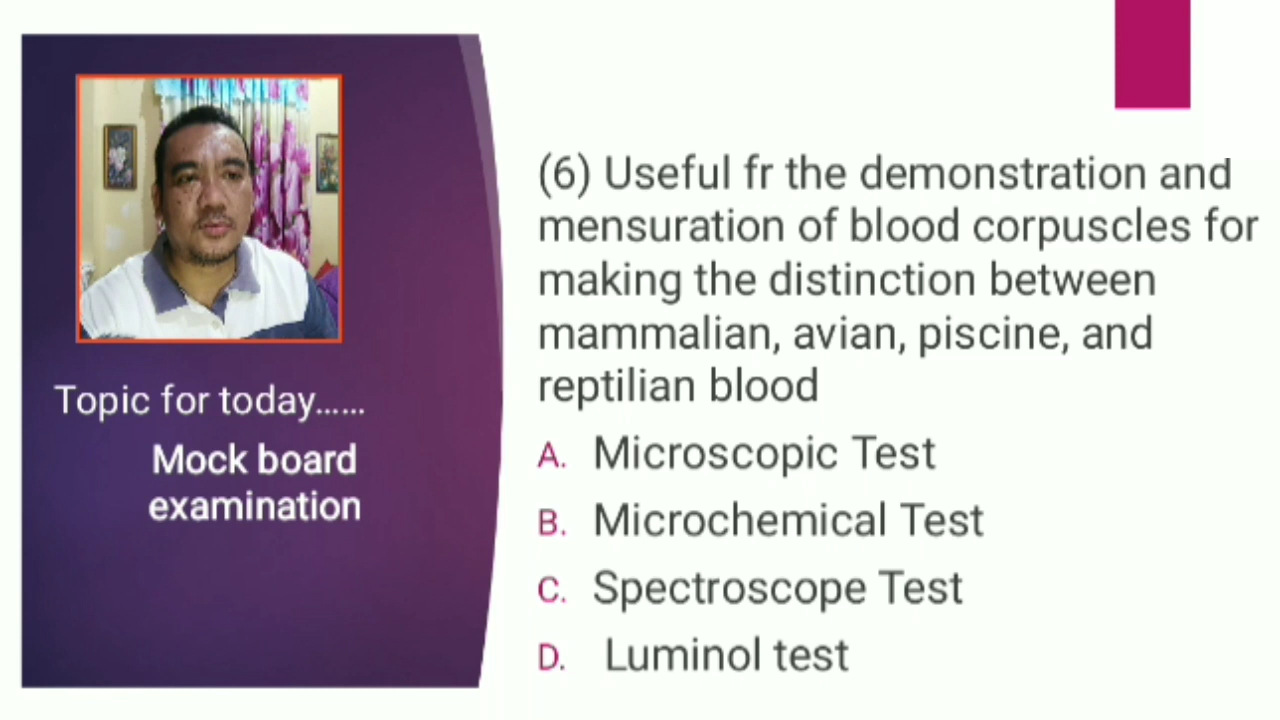 Topic for today......
Mock board
examination
(6) Useful fr the demonstration and
mensuration of blood corpuscles for
making the distinction between
mammalian, avian, piscine, and
reptilian blood
A. Microscopic Test
B. Microchemical Test
C. Spectroscope Test
D. Luminol test